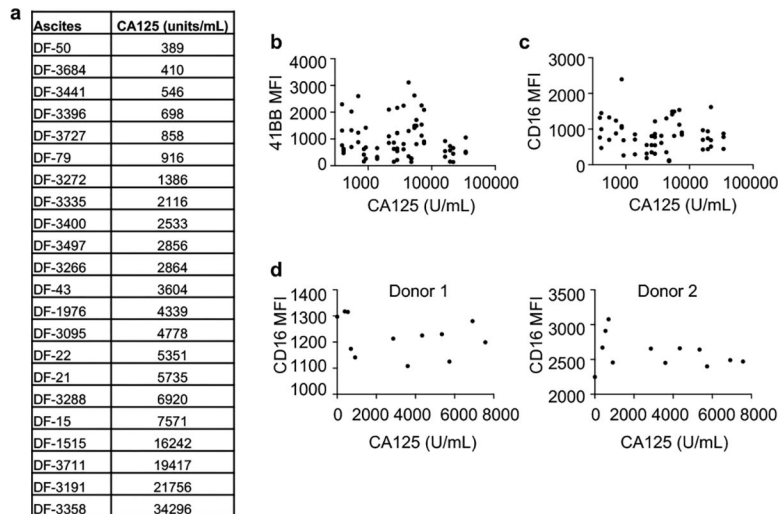 a
Ascites CA125 (units/mL)
DF-50 389
DF-3684 410
DF-3441 546
DF-3396 698
DF-3727 858
DF-79 916
DF-3272 1386
DF-3335 2116
DF-3400 2533
DF-3497 2856
DF-3266 2864
DF-43 3604
DF-1976 4339
DF-3095 4778
DF-22 5351
DF-21 5735
DF-3288 6920
DF-15 7571
DF-1515 16242
DF-3711 19417
DF-3191 21756
DF-3358 34296
b
41BB MFI
4000
3000
2000
1000
0
1000 10000 100000
CA125 (U/mL)
c
CD16 MFI
3000
2000
1000
0
1000 10000 100000
CA125 (U/mL)
d
Donor 1
CD16 MFI
1400
1300
1200
1100
1000
0 2000 4000 6000 8000
CA125 (U/mL)
Donor 2
CD16 MFI
3500
3000
2500
2000
0 2000 4000 6000 8000
CA125 (U/mL)